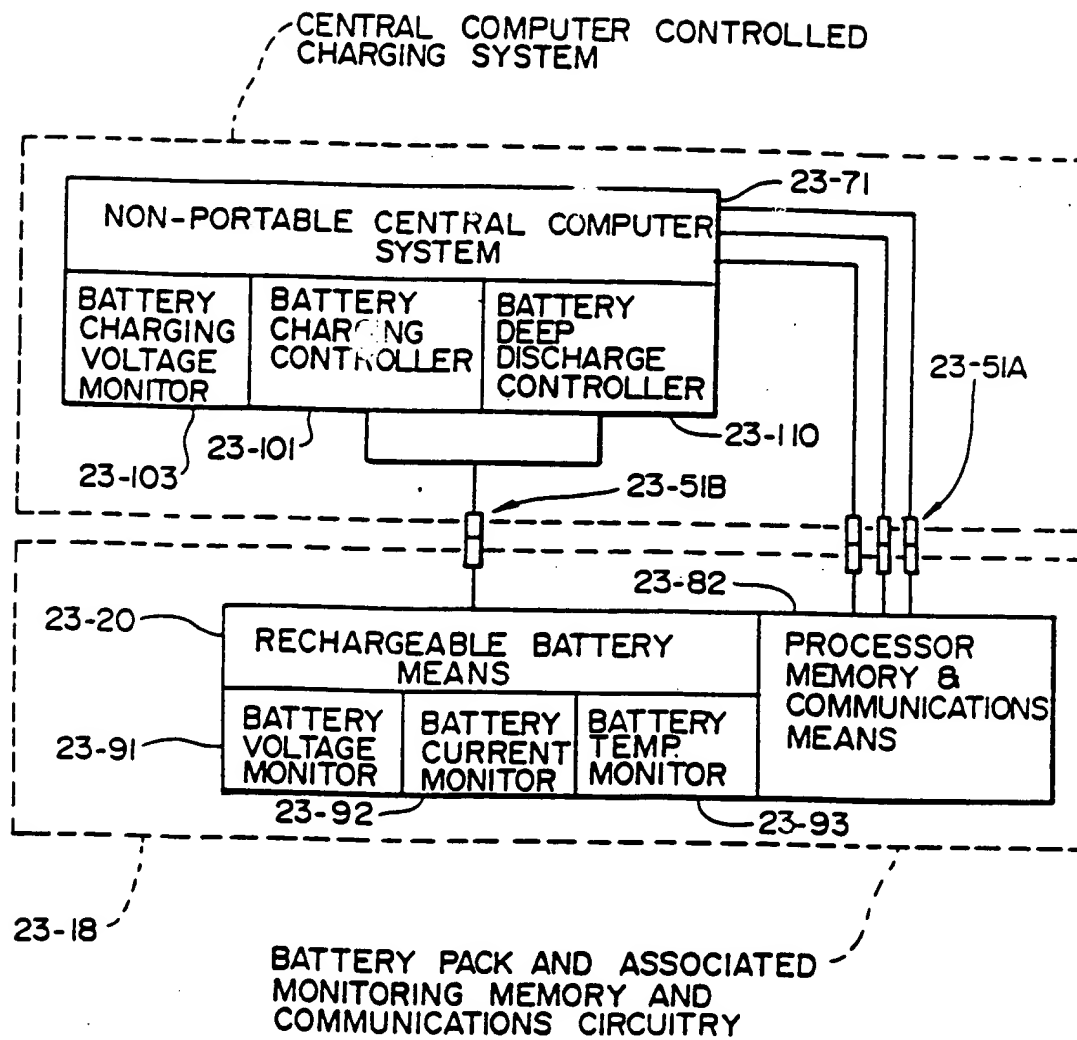 CENTRAL COMPUTER CONTROLLED
CHARGING SYSTEM
23-71
NON-PORTABLE CENTRAL COMPUTER
SYSTEM
BATTERY
CHARGING
VOLTAGE
MONITOR
BATTERY
CHARGING
CONTROLLER
BATTERY
DEEP
DISCHARGE
CONTROLLER
23-51A
23-103
23-101
23-110
23-51B
23-82
23-20
RECHARGEABLE BATTERY
MEANS
PROCESSOR
MEMORY &
COMMUNICATIONS
MEANS
23-91
BATTERY
VOLTAGE
MONITOR
BATTERY
CURRENT
MONITOR
BATTERY
TEMP.
MONITOR
23-92
23-93
23-18
BATTERY PACK AND ASSOCIATED
MONITORING MEMORY AND
COMMUNICATIONS CIRCUITRY